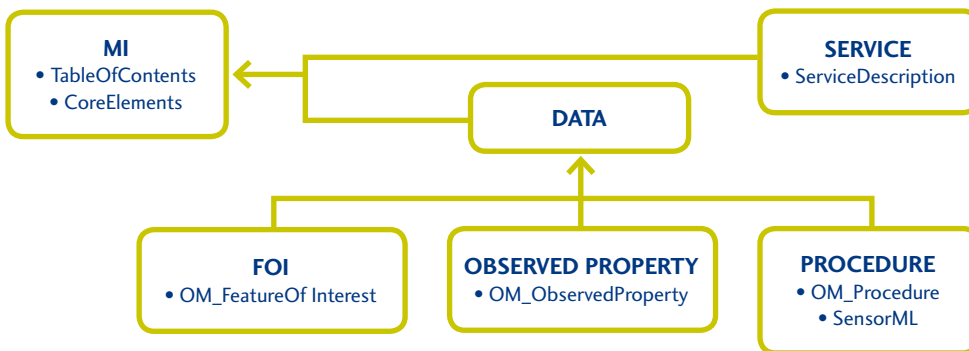 MI
• TableOfContents
• CoreElements
SERVICE
• ServiceDescription
DATA
FOI
• OM_FeatureOf Interest
OBSERVED PROPERTY
• OM_ObservedProperty
PROCEDURE
• OM_Procedure
• SensorML